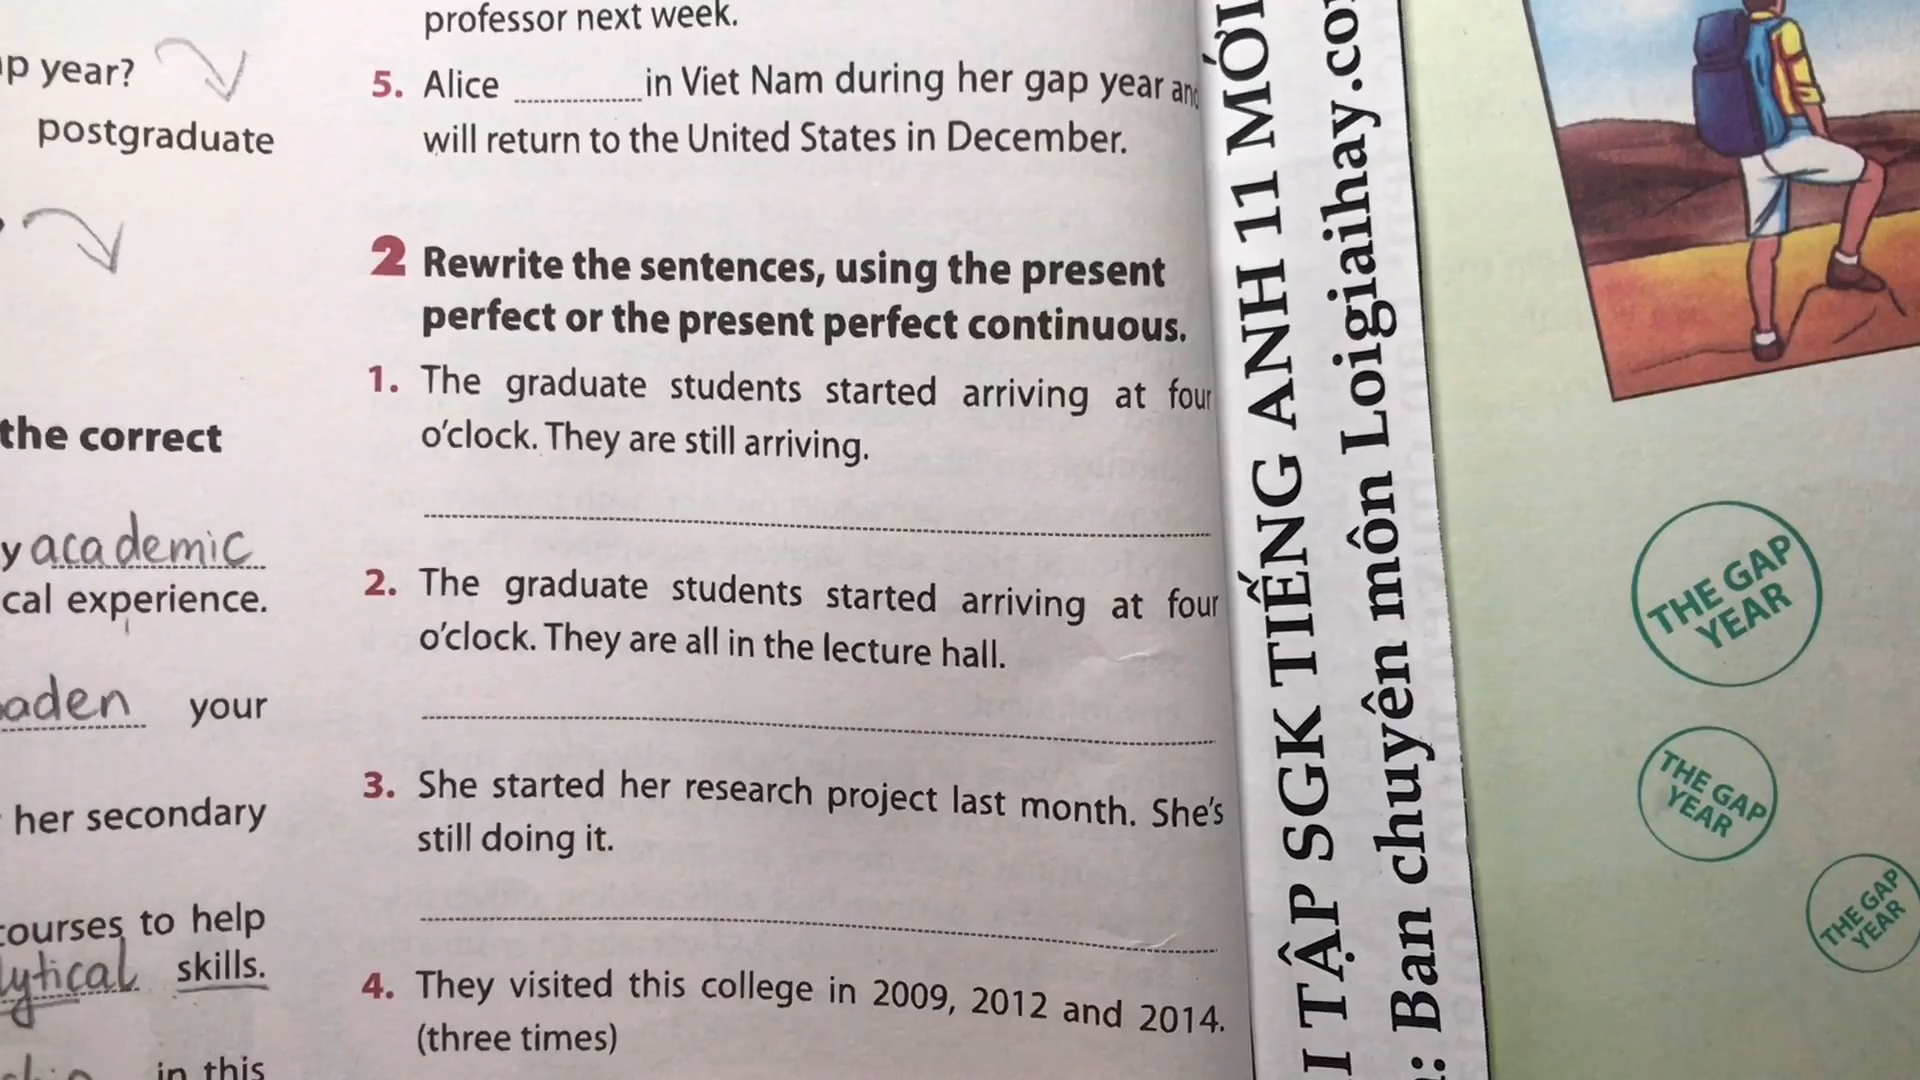 p year?
postgraduate
the correct
y academic
cal experience.
aden your
her secondary
courses to help
lytical skills.
in this
professor next week.
5. Alice ............ in Viet Nam during her gap year and
will return to the United States in December.
2 Rewrite the sentences, using the present
perfect or the present perfect continuous.
1. The graduate students started arriving at four
o'clock. They are still arriving.
2. The graduate students started arriving at four
o'clock. They are all in the lecture hall.
3. She started her research project last month. She's
still doing it.
4. They visited this college in 2009, 2012 and 2014.
(three times)
I TẬP SGK TIẾNG ANH 11 MỚI
: Ban chuyên môn Loigiaihay.co
THE GAP
YEAR
THE GAP
YEAR
THE GAP
YEAR